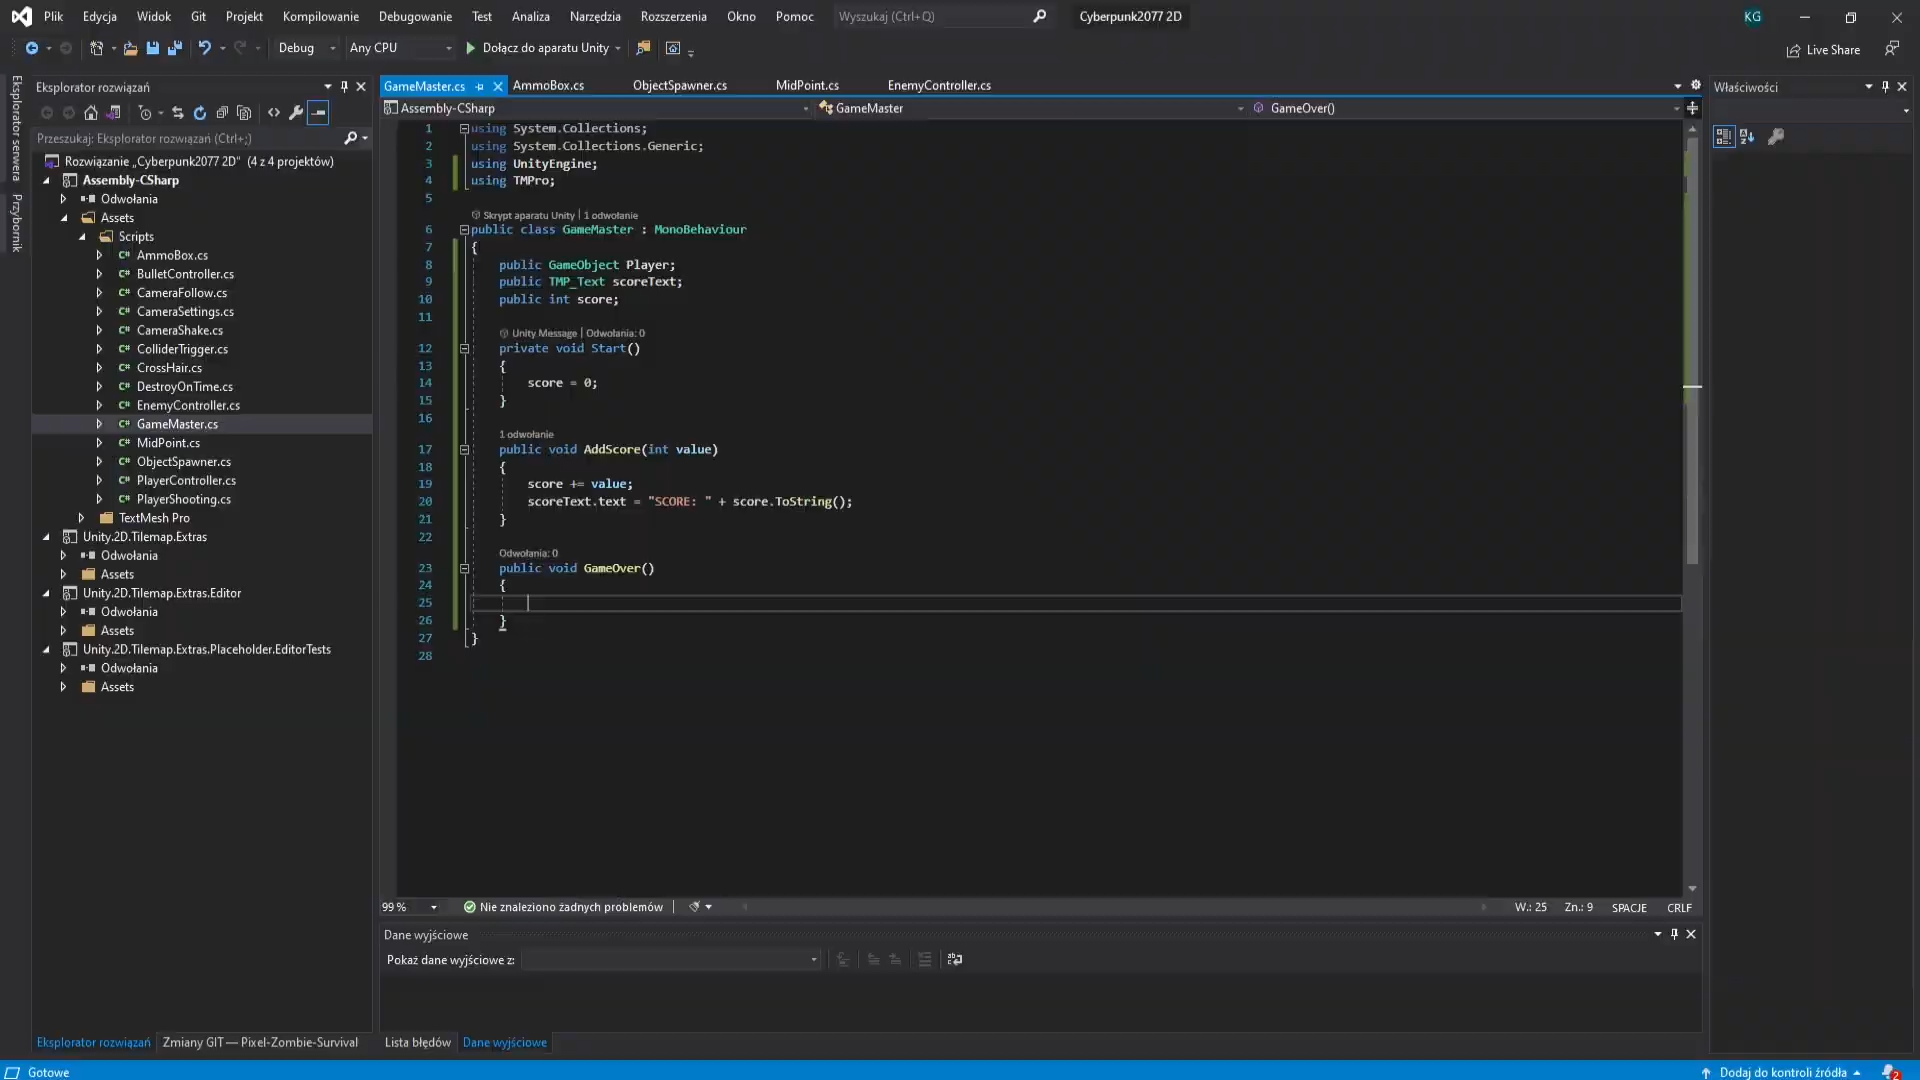 Plik Edycja Widok Git Projekt Kompilowanie Debugowanie Test Analiza Narzędzia Rozszerzenia Okno Pomoc Wyszukaj (Ctrl+Q) Cyberpunk2077 2D KG
Debug Any CPU Dołącz do aparatu Unity Live Share
Eksplorator serwera
Przybornik
Eksplorator rozwiązań
Przeszukaj: Eksplorator rozwiązań (Ctrl+;)
Rozwiązanie „Cyberpunk2077 2D" (4 z 4 projektów)
Assembly-CSharp
Odwołania
Assets
Scripts
C# AmmoBox.cs
C# BulletController.cs
C# CameraFollow.cs
C# CameraSettings.cs
C# CameraShake.cs
C# ColliderTrigger.cs
C# CrossHair.cs
C# DestroyOnTime.cs
C# EnemyController.cs
C# GameMaster.cs
C# MidPoint.cs
C# ObjectSpawner.cs
C# PlayerController.cs
C# PlayerShooting.cs
TextMesh Pro
Unity.2D.Tilemap.Extras
Odwołania
Assets
Unity.2D.Tilemap.Extras.Editor
Odwołania
Assets
Unity.2D.Tilemap.Extras.Placeholder.EditorTests
Odwołania
Assets
Eksplorator rozwiązań Zmiany GIT — Pixel-Zombie-Survival
GameMaster.cs AmmoBox.cs ObjectSpawner.cs MidPoint.cs EnemyController.cs
Assembly-CSharp GameMaster GameOver()
1 using System.Collections;
2 using System.Collections.Generic;
3 using UnityEngine;
4 using TMPro;
5
Skrypt aparatu Unity | 1 odwołanie
6 public class GameMaster : MonoBehaviour
7 {
8 public GameObject Player;
9 public TMP_Text scoreText;
10 public int score;
11
Unity Message | Odwołania: 0
12 private void Start()
13 {
14 score = 0;
15 }
16
1 odwołanie
17 public void AddScore(int value)
18 {
19 score += value;
20 scoreText.text = "SCORE: " + score.ToString();
21 }
22
Odwołania: 0
23 public void GameOver()
24 {
25
26 }
27 }
28
99 % Nie znaleziono żadnych problemów W.: 25 Zn.: 9 SPACJE CRLF
Dane wyjściowe
Pokaż dane wyjściowe z:
Lista błędów Dane wyjściowe
Właściwości
Gotowe Dodaj do kontroli źródła 2